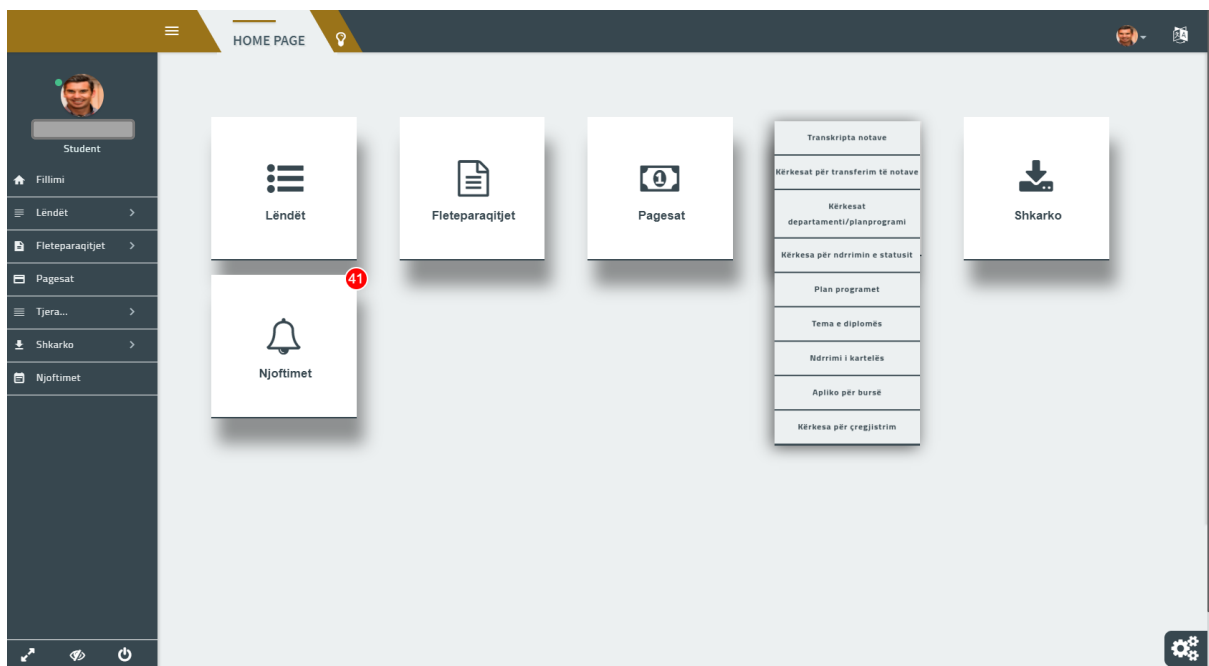 HOME PAGE
Student
Fillimi
Lëndët
Fleteparaqitjet
Pagesat
Tjera...
Shkarko
Njoftimet
Lëndët
Fleteparaqitjet
1
Pagesat
Transkripta notave
Kërkesat për transferim të notave
Kërkesat
departamenti/planprogrami
Kërkesa për ndrrimin e statusit
Plan programet
Tema e diplomës
Ndrrimi i kartelës
Apliko për bursë
Kërkesa për çregjistrim
Shkarko
41
Njoftimet